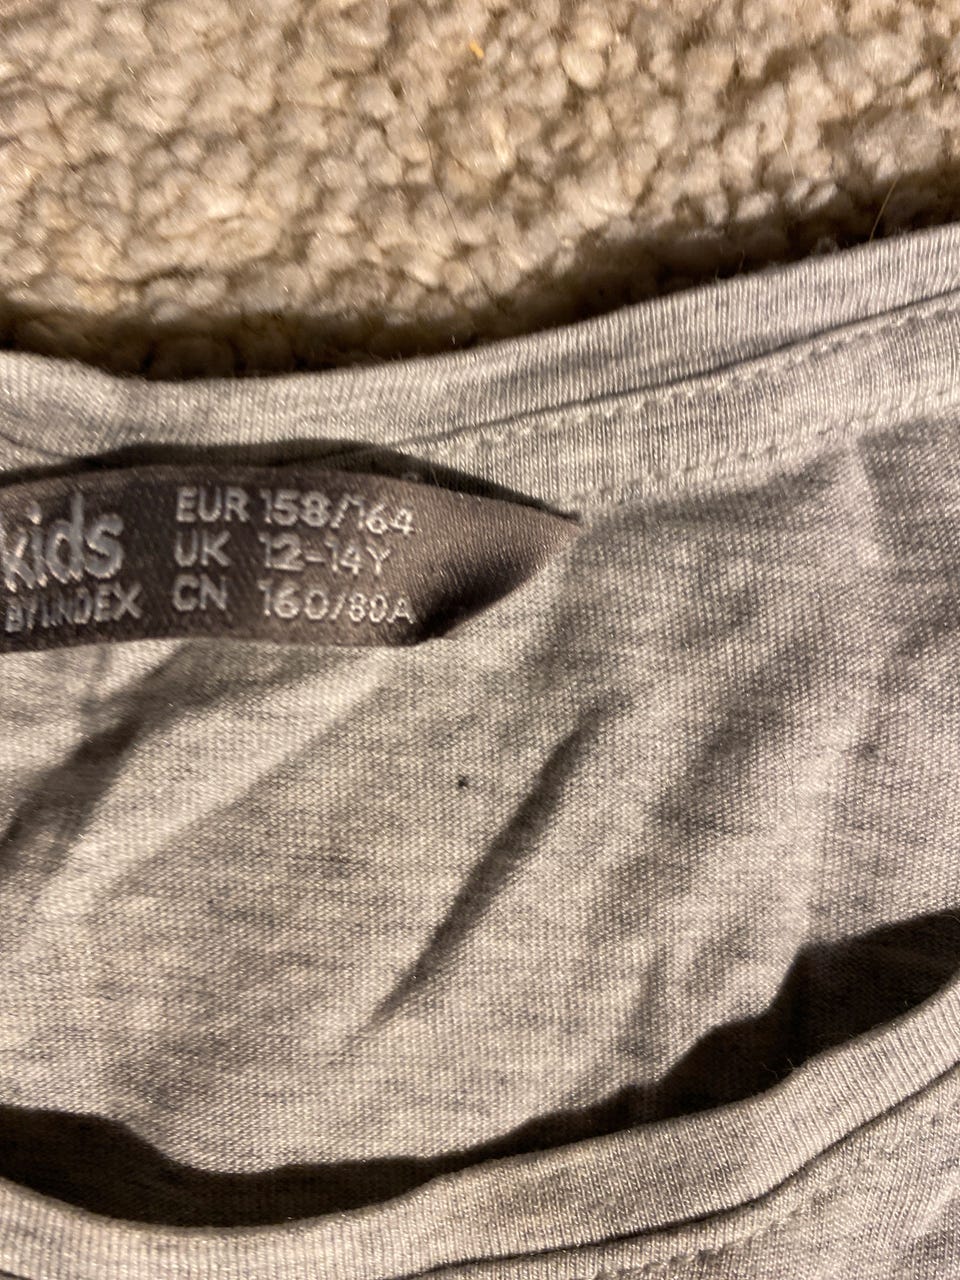 kids
BY LINDEX
EUR 158/164
UK 12-14Y
CN 160/80A